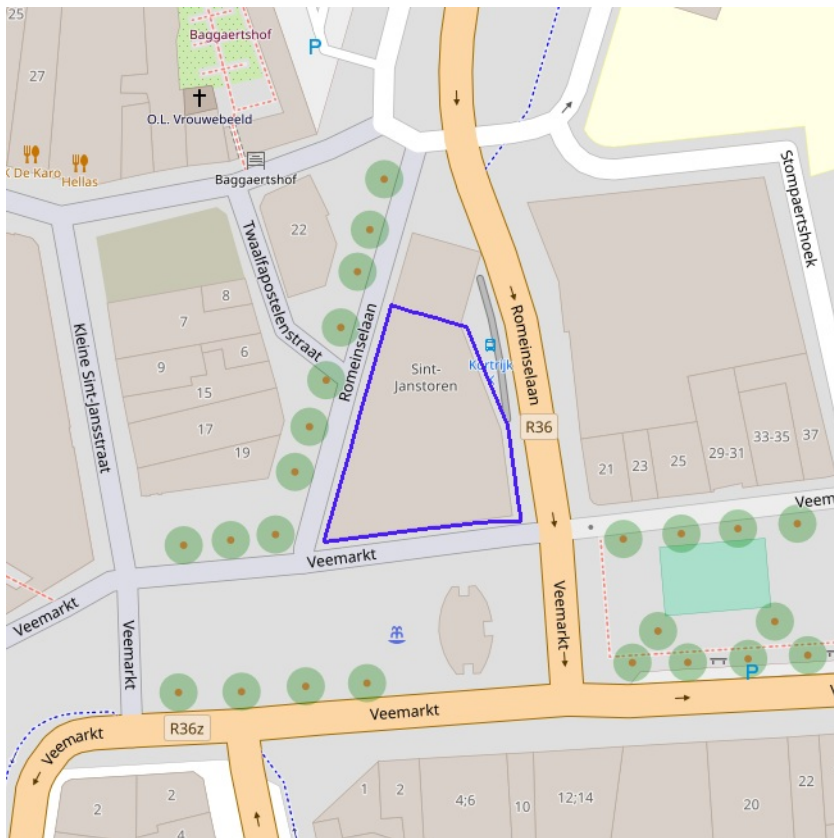 25
Baggaertshof
P
27
O.L. Vrouwebeeld
K De Karo
Hellas
Baggaertshof
Stompaertshoek
22
Twaalfapostelenstraat
8
7
Romeinselaan
Romeinselaan
Kleine Sint-Jansstraat
6
9
Sint-
Janstoren
Kortrijk
15
17
19
R36
21
23
25
29-31
33-35
37
Veem
Veemarkt
Veemarkt
Veemarkt
Veemarkt
P
Veemarkt
R36z
Veemarkt
V
1
2
4;6
10
12;14
20
22
2
2
4